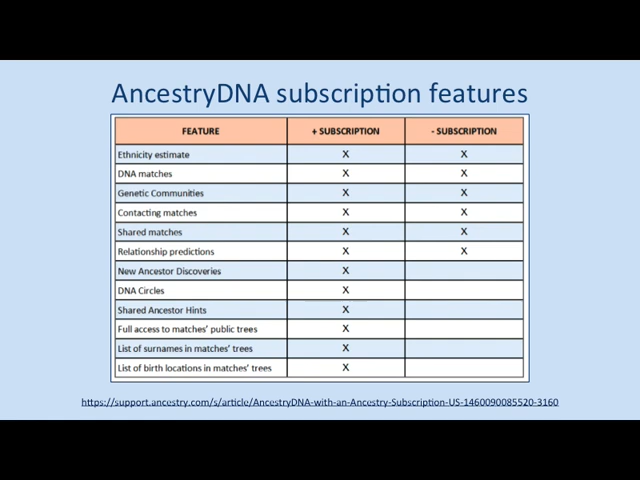 AncestryDNA subscription features
FEATURE + SUBSCRIPTION - SUBSCRIPTION
Ethnicity estimate X X
DNA matches X X
Genetic Communities X X
Contacting matches X X
Shared matches X X
Relationship predictions X X
New Ancestor Discoveries X
DNA Circles X
Shared Ancestor Hints X
Full access to matches' public trees X
List of surnames in matches' trees X
List of birth locations in matches' trees X
https://support.ancestry.com/s/article/AncestryDNA-with-an-Ancestry-Subscription-US-1460090085520-3160